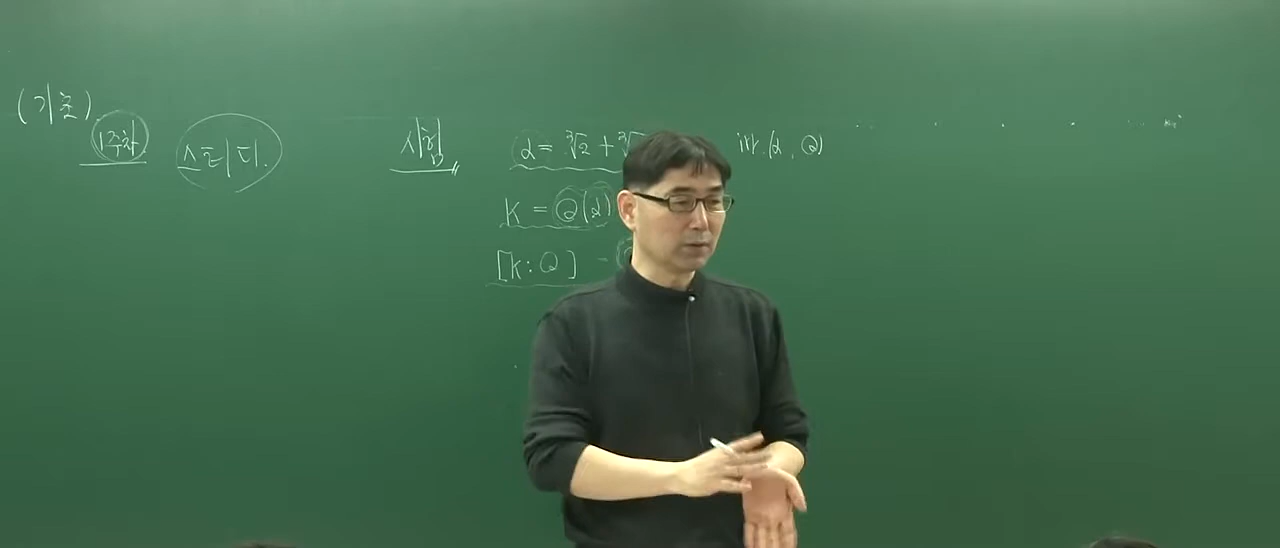 (기초)
1주차
스터디.
시험
α = ∛2 + ∛
irr(α, Q)
K = Q(α)
[K : Q] =